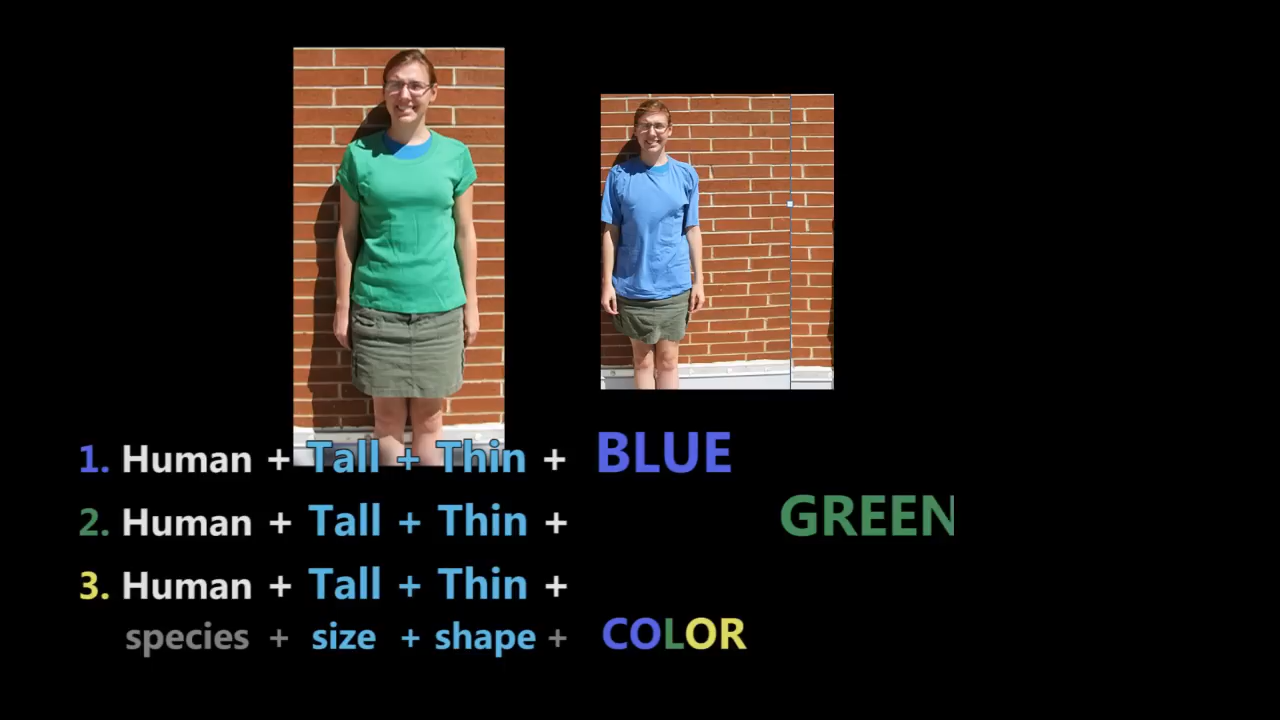 1. Human + Tall + Thin + BLUE
2. Human + Tall + Thin + GREEN
3. Human + Tall + Thin +
species + size + shape + COLOR